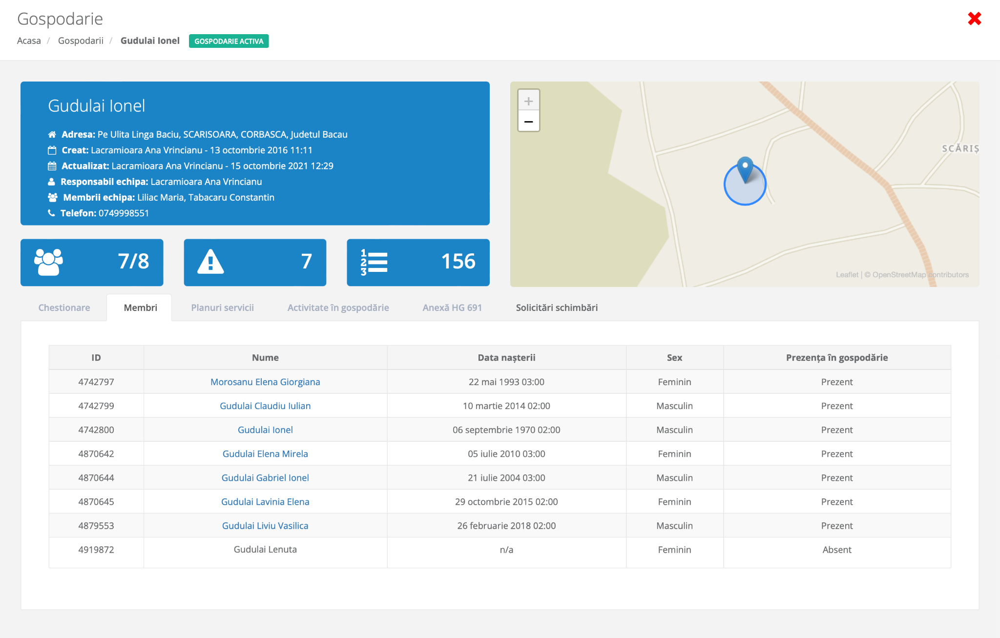 Gospodarie
Acasa / Gospodarii / Gudulai Ionel GOSPODARIE ACTIVA
Gudulai Ionel
Adresa: Pe Ulita Linga Baciu, SCARISOARA, CORBASCA, Judetul Bacau
Creat: Lacramioara Ana Vrincianu - 13 octombrie 2016 11:11
Actualizat: Lacramioara Ana Vrincianu - 15 octombrie 2021 12:29
Responsabil echipa: Lacramioara Ana Vrincianu
Membrii echipa: Liliac Maria, Tabacaru Constantin
Telefon: 0749998551
7/8
7
1
2
3
156
+
−
SCĂRIȘ
Leaflet | © OpenStreetMap contributors
Chestionare Membri Planuri servicii Activitate în gospodărie Anexă HG 691 Solicitări schimbări
ID Nume Data nașterii Sex Prezența în gospodărie
4742797 Morosanu Elena Giorgiana 22 mai 1993 03:00 Feminin Prezent
4742799 Gudulai Claudiu Iulian 10 martie 2014 02:00 Masculin Prezent
4742800 Gudulai Ionel 06 septembrie 1970 02:00 Masculin Prezent
4870642 Gudulai Elena Mirela 05 iulie 2010 03:00 Feminin Prezent
4870644 Gudulai Gabriel Ionel 21 iulie 2004 03:00 Masculin Prezent
4870645 Gudulai Lavinia Elena 29 octombrie 2015 02:00 Feminin Prezent
4879553 Gudulai Liviu Vasilica 26 februarie 2018 02:00 Masculin Prezent
4919872 Gudulai Lenuta n/a Feminin Absent